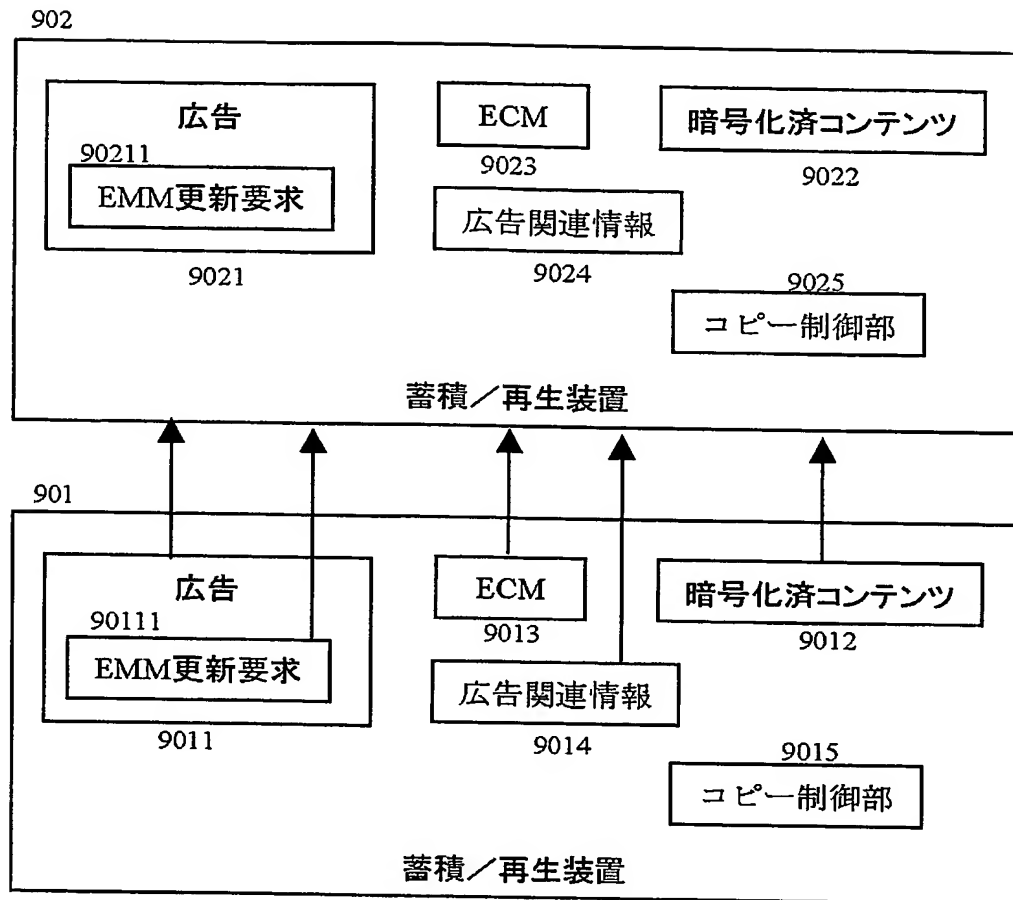 902
広告
90211
EMM更新要求
9021
ECM
9023
広告関連情報
9024
暗号化済コンテンツ
9022
9025
コピー制御部
蓄積／再生装置
901
広告
90111
EMM更新要求
9011
ECM
9013
広告関連情報
9014
暗号化済コンテンツ
9012
9015
コピー制御部
蓄積／再生装置